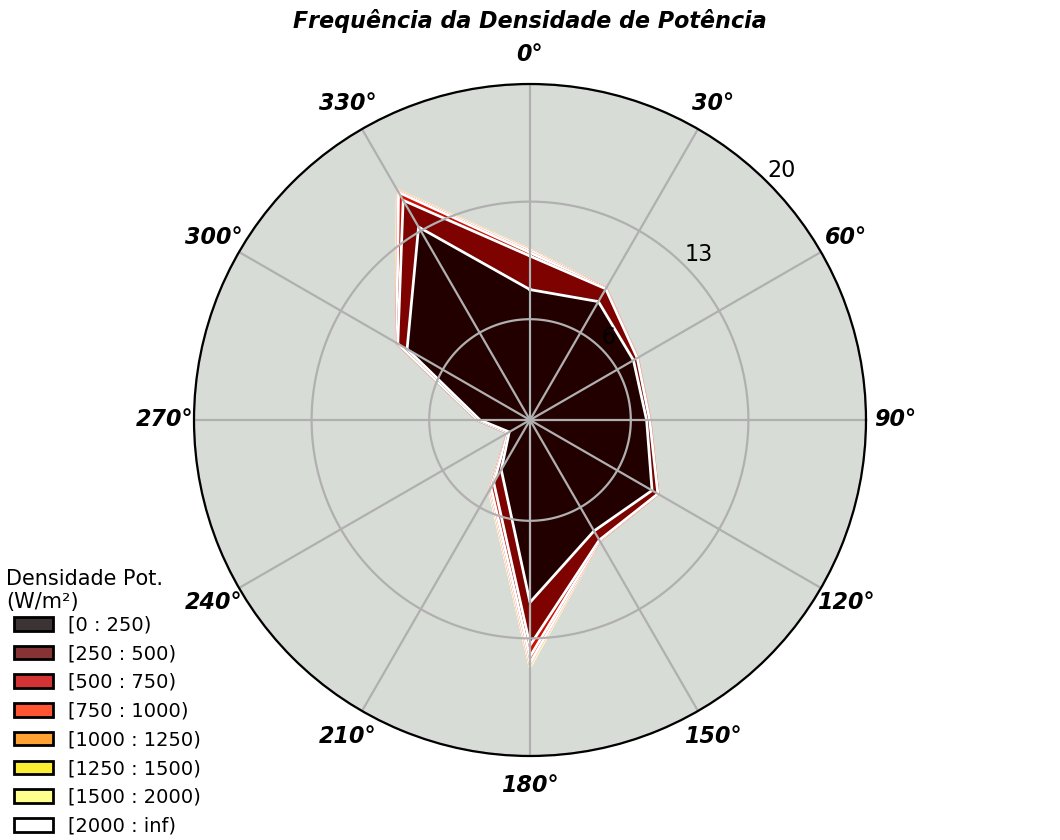 Frequência da Densidade de Potência
0°
330°
30°
20
300°
60°
13
6
270°
90°
240°
120°
210°
150°
180°
Densidade Pot.
(W/m²)
[0 : 250)
[250 : 500)
[500 : 750)
[750 : 1000)
[1000 : 1250)
[1250 : 1500)
[1500 : 2000)
[2000 : inf)